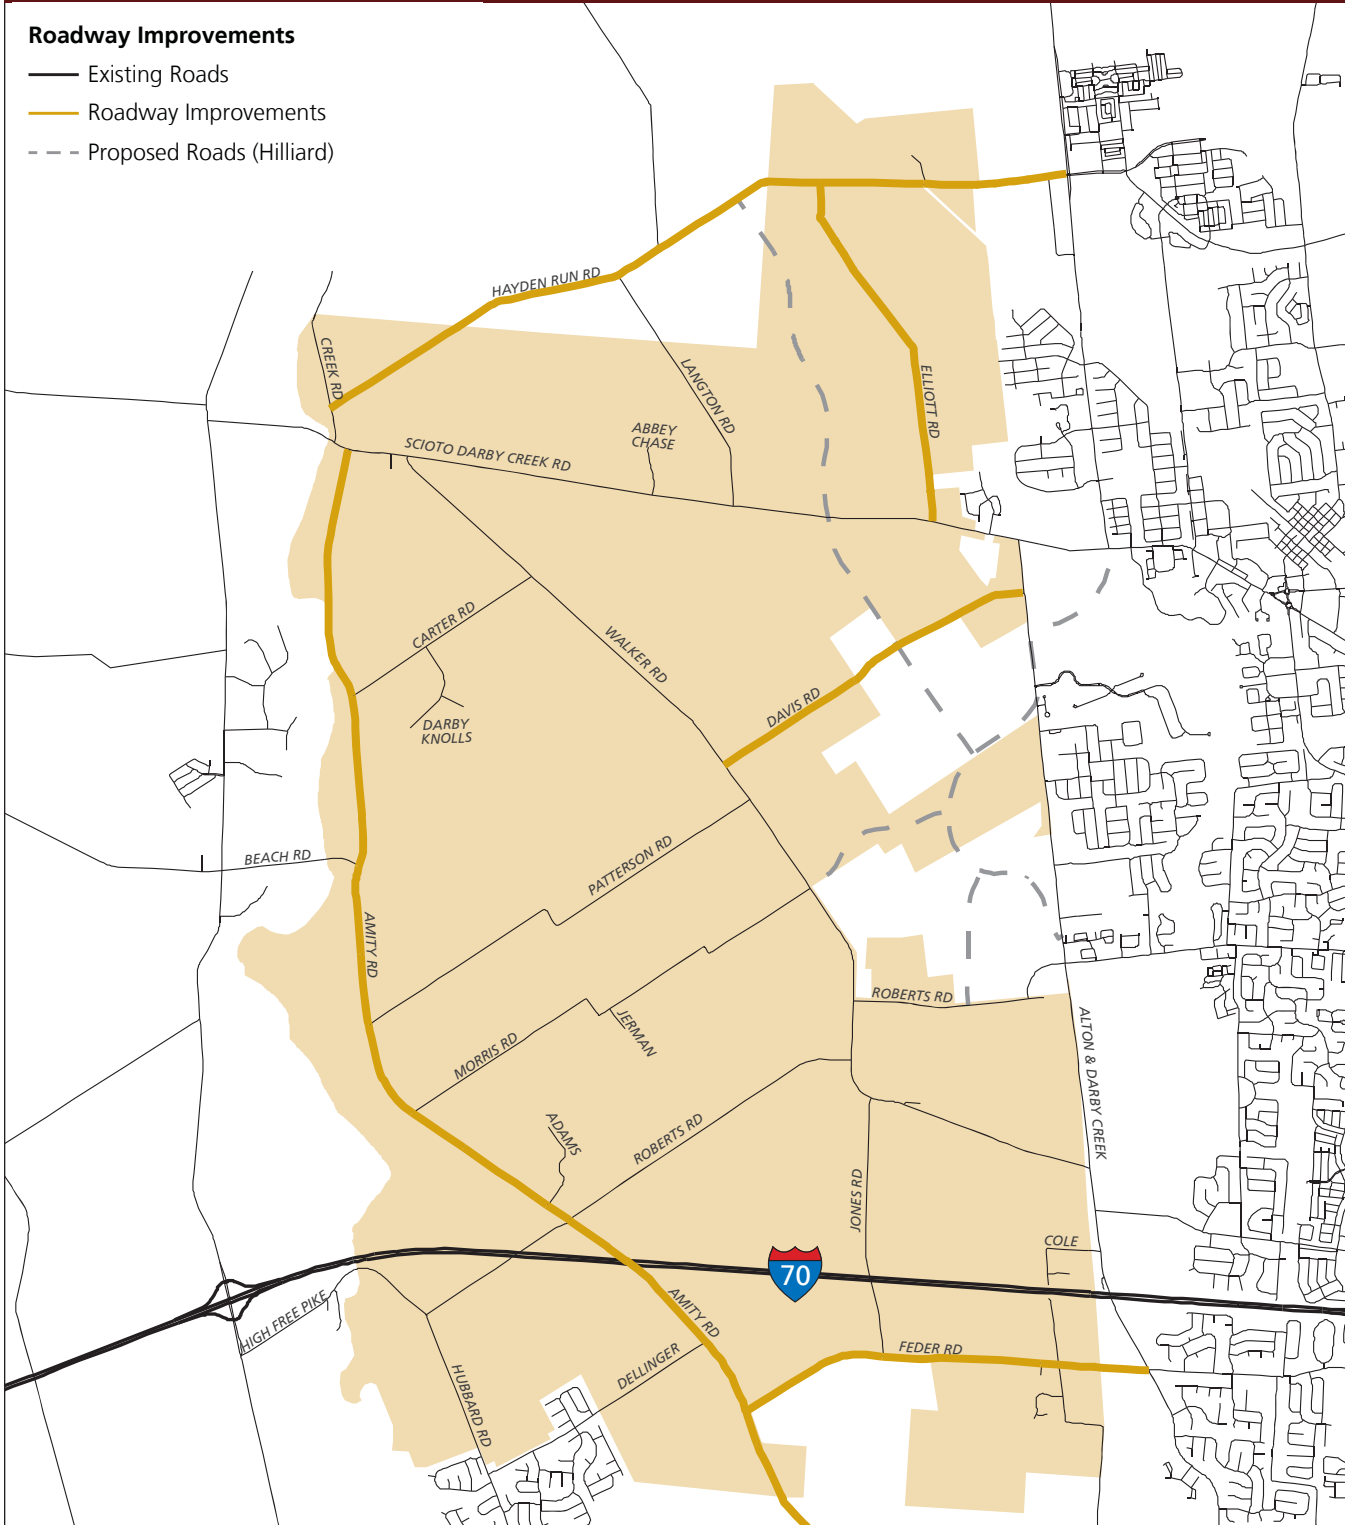 Roadway Improvements
Existing Roads
Roadway Improvements
Proposed Roads (Hilliard)
HAYDEN RUN RD
CREEK RD
LANGTON RD
ELLIOTT RD
ABBEY
CHASE
SCIOTO DARBY CREEK RD
CARTER RD
WALKER RD
DAVIS RD
DARBY
KNOLLS
PATTERSON RD
BEACH RD
AMITY RD
ROBERTS RD
JERMAN
MORRIS RD
ALTON & DARBY CREEK
ADAMS
ROBERTS RD
JONES RD
COLE
70
HIGH FREE PIKE
AMITY RD
FEDER RD
DELLINGER
HUBBARD RD